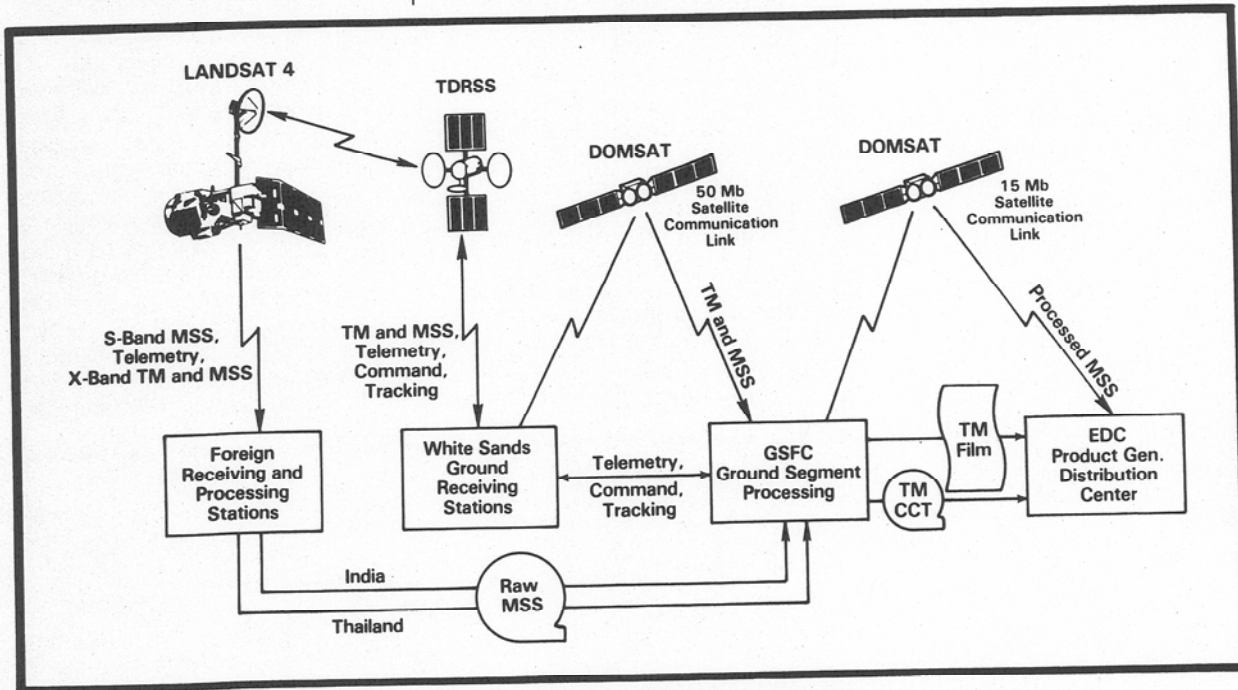 LANDSAT 4
TDRSS
DOMSAT
50 Mb
Satellite
Communication
Link
DOMSAT
15 Mb
Satellite
Communication
Link
S-Band MSS,
Telemetry,
X-Band TM and MSS
TM and MSS,
Telemetry,
Command,
Tracking
TM and MSS
Processed MSS
Foreign
Receiving and
Processing
Stations
White Sands
Ground
Receiving
Stations
Telemetry,
Command,
Tracking
GSFC
Ground Segment
Processing
TM
Film
TM
CCT
EDC
Product Gen.
Distribution
Center
India
Thailand
Raw
MSS